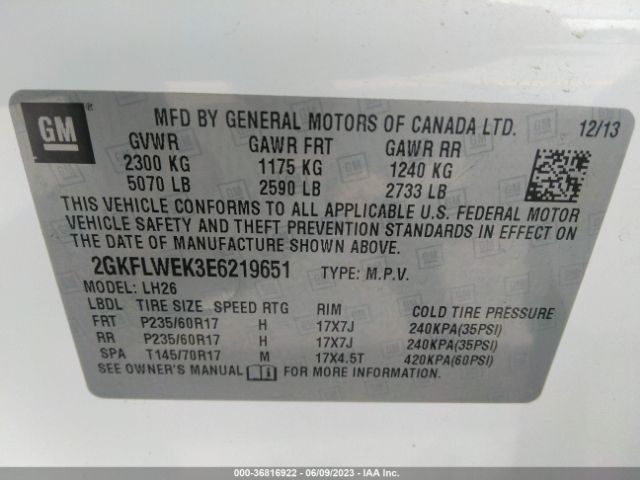 GM ®
MFD BY GENERAL MOTORS OF CANADA LTD. 12/13
GVWR GAWR FRT GAWR RR
2300 KG 1175 KG 1240 KG
5070 LB 2590 LB 2733 LB
THIS VEHICLE CONFORMS TO ALL APPLICABLE U.S. FEDERAL MOTOR
VEHICLE SAFETY AND THEFT PREVENTION STANDARDS IN EFFECT ON
THE DATE OF MANUFACTURE SHOWN ABOVE.
2GKFLWEK3E6219651 TYPE: M.P.V.
MODEL: LH26
LBDL TIRE SIZE SPEED RTG RIM COLD TIRE PRESSURE
FRT P235/60R17 H 17X7J 240KPA(35PSI)
RR P235/60R17 H 17X7J 240KPA(35PSI)
SPA T145/70R17 M 17X4.5T 420KPA(60PSI)
SEE OWNER'S MANUAL FOR MORE INFORMATION.
000-36816922 - 06/09/2023 - IAA Inc.